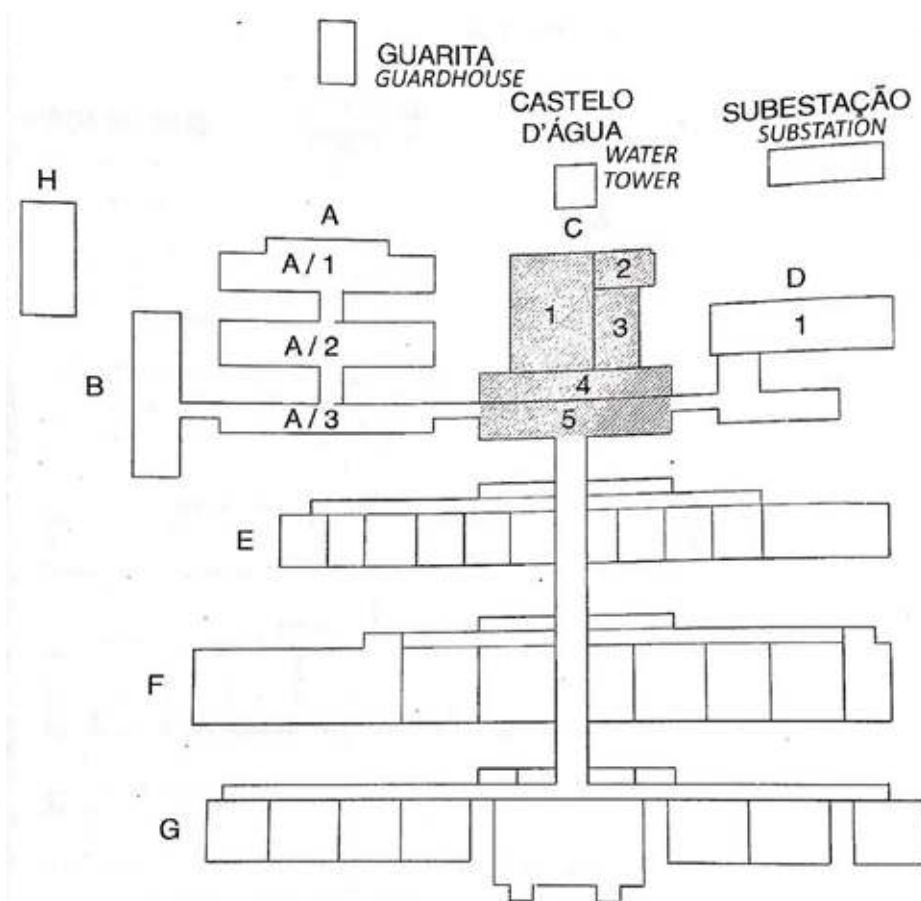 GUARITA
GUARDHOUSE
CASTELO
D'ÁGUA
WATER
TOWER
SUBESTAÇÃO
SUBSTATION
H
A
C
D
A / 1
2
1
3
1
A / 2
B
4
A / 3
5
E
F
G